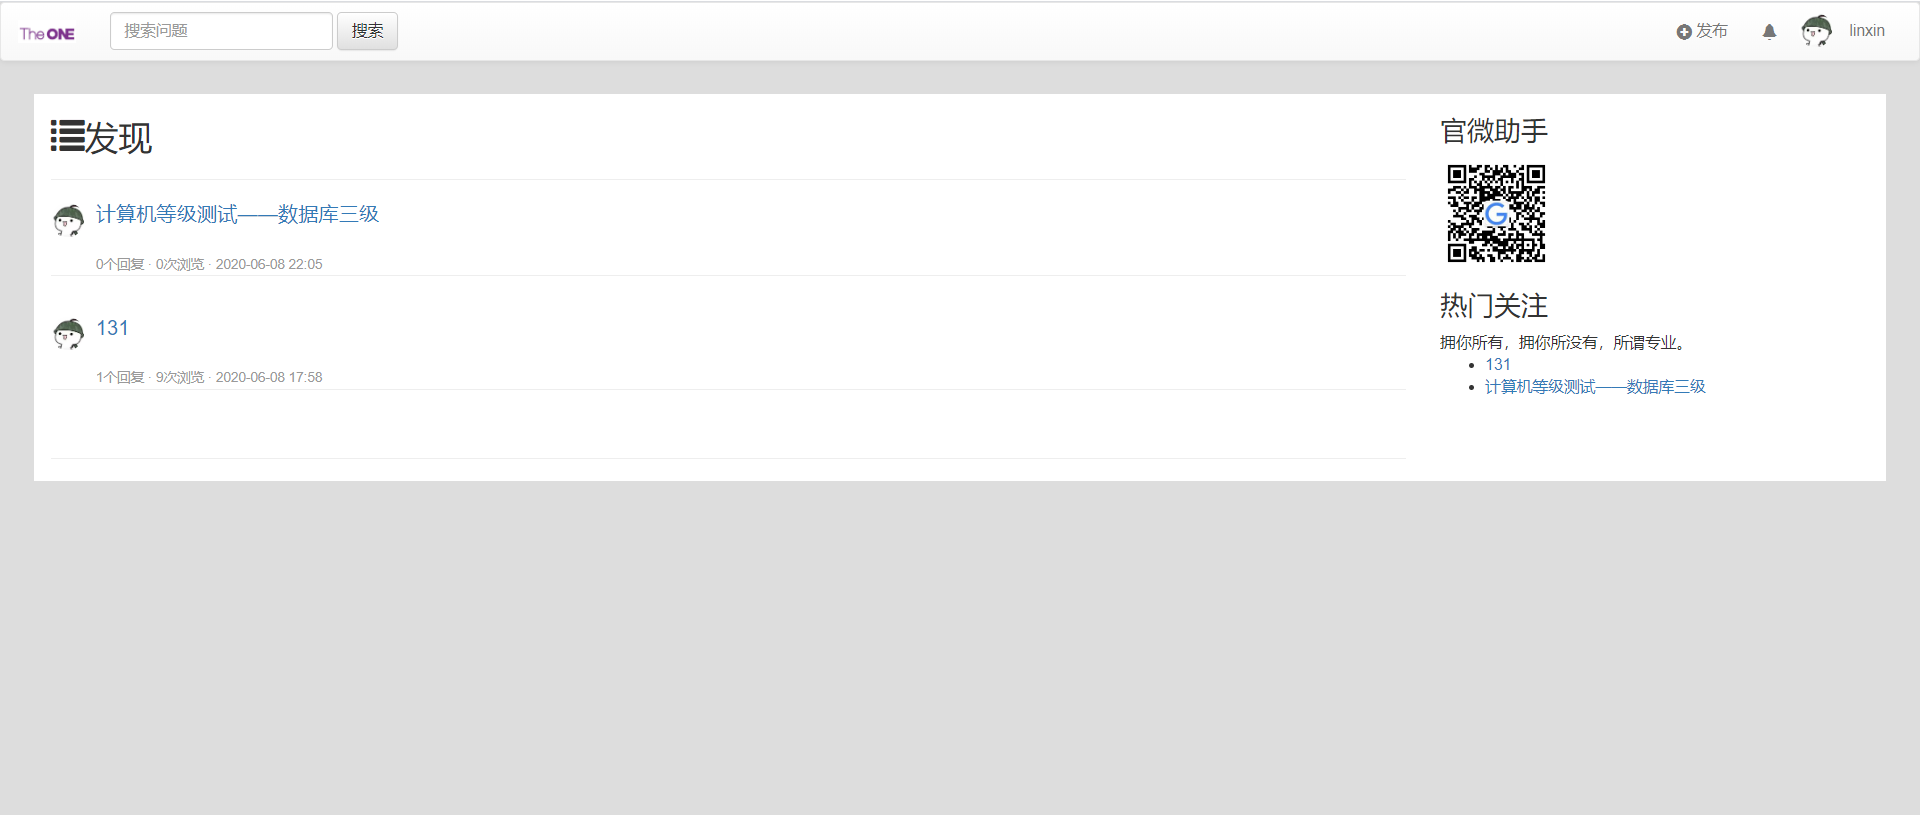 The ONE
搜索问题
搜索
发布
linxin
发现
计算机等级测试——数据库三级
0个回复 · 0次浏览 · 2020-06-08 22:05
131
1个回复 · 9次浏览 · 2020-06-08 17:58
官微助手
G
热门关注
拥你所有，拥你所没有，所谓专业。
131
计算机等级测试——数据库三级